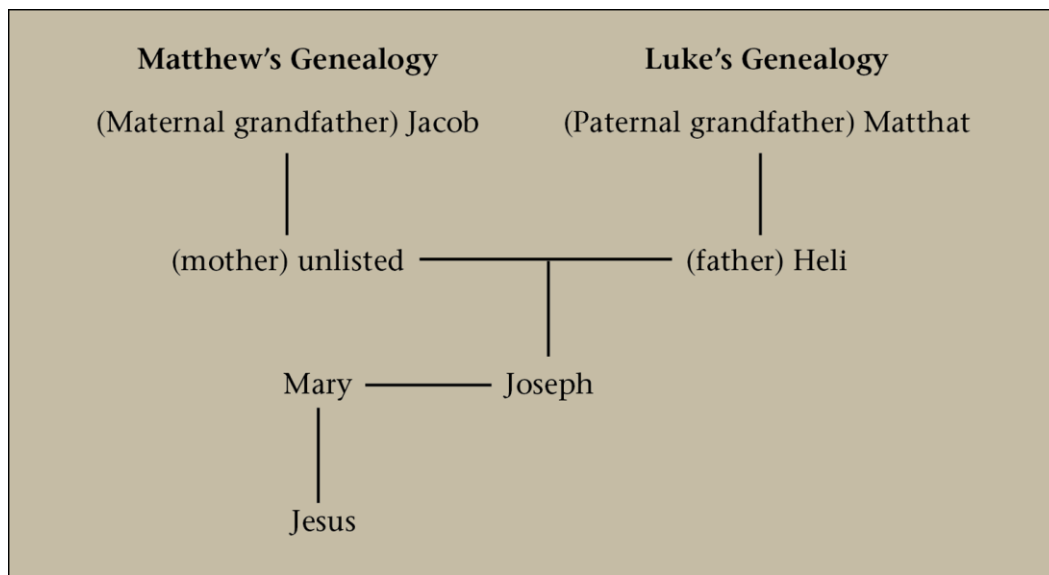 Matthew’s Genealogy
Luke’s Genealogy
(Maternal grandfather) Jacob
(Paternal grandfather) Matthat
(mother) unlisted
(father) Heli
Mary
Joseph
Jesus